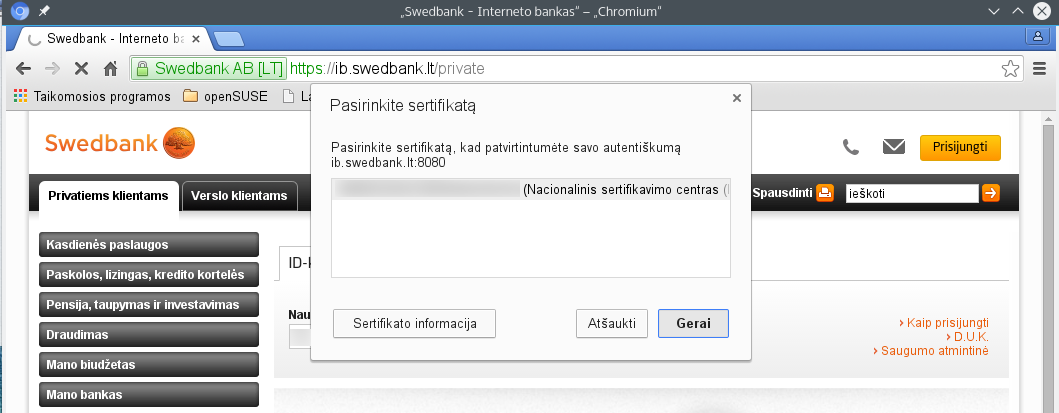 „Swedbank - Interneto bankas” – „Chromium”
Swedbank - Interneto ba
Swedbank AB [LT] https://ib.swedbank.lt/private
Taikomosios programos openSUSE
Pasirinkite sertifikatą
Pasirinkite sertifikatą, kad patvirtintumėte savo autentiškumą
ib.swedbank.lt:8080
(Nacionalinis sertifikavimo centras
Sertifikato informacija Atšaukti Gerai
Swedbank
Prisijungti
Privatiems klientams Verslo klientams
Spausdinti ieškoti
Kasdienės paslaugos
Paskolos, lizingas, kredito kortelės
Pensija, taupymas ir investavimas
Draudimas
Mano biudžetas
Mano bankas
Kaip prisijungti
D.U.K.
Saugumo atmintinė